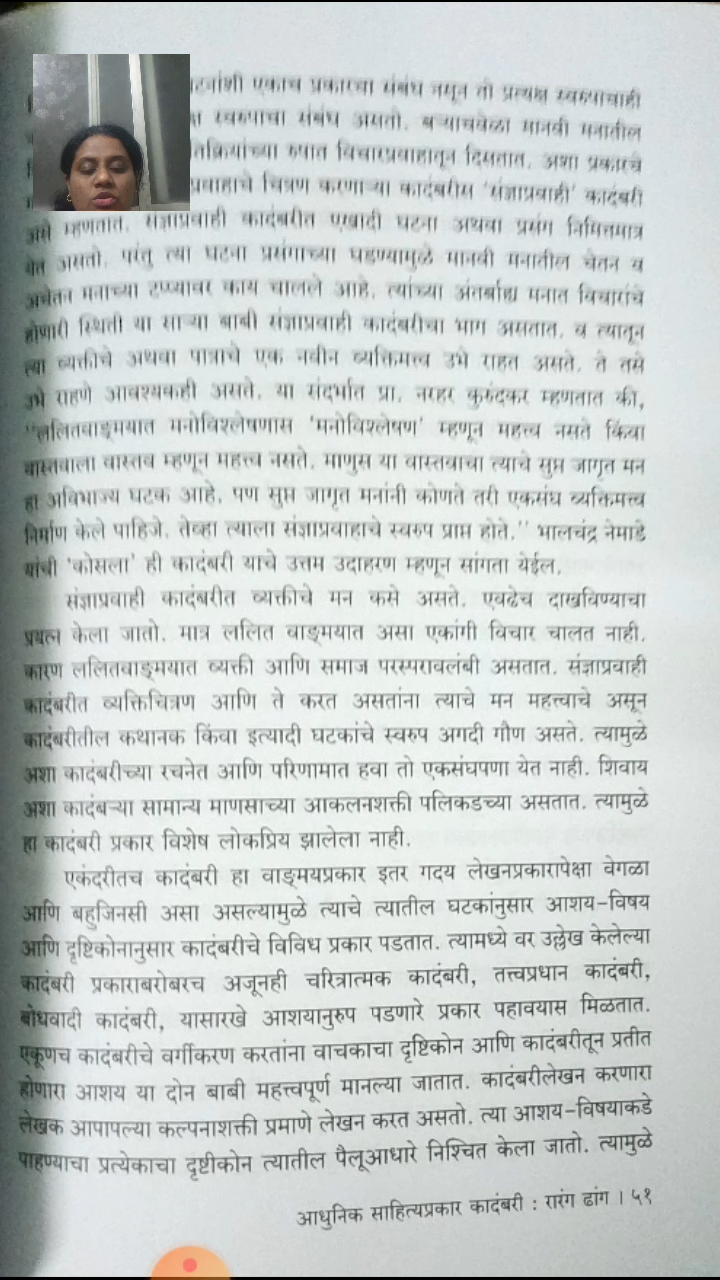 घटनांशी एकाच प्रकारचा संबंध नसून तो प्रत्यक्ष स्वरुपाचाही
स्वरुपाचा संबंध असतो. बऱ्याचवेळा मानवी मनातील
विचारप्रवाहातून दिसतात. अशा प्रकारचे
चित्रण करणाऱ्या कादंबरीस 'संज्ञाप्रवाही' कादंबरी
असे म्हणतात. संज्ञाप्रवाही कादंबरीत एखादी घटना अथवा प्रसंग निमित्तमात्र
येत असतो. परंतु त्या घटना प्रसंगाच्या घडण्यामुळे मानवी मनातील चेतन व
अचेतन मनाच्या टप्प्यावर काय चालले आहे. त्यांच्या अंतर्बाह्य मनात विचारांचे
होणारी स्थिती या साऱ्या बाबी संज्ञाप्रवाही कादंबरीचा भाग असतात. व त्यातून
त्या व्यक्तीचे अथवा पात्राचे एक नवीन व्यक्तिमत्त्व उभे राहत असते. ते तसे
उभे राहणे आवश्यकही असते. या संदर्भात प्रा. नरहर कुरुंदकर म्हणतात की,
"ललितवाङ्मयात मनोविश्लेषणास 'मनोविश्लेषण' म्हणून महत्त्व नसते किंवा
वास्तवाला वास्तव म्हणून महत्त्व नसते. माणुस या वास्तवाचा त्याचे सुप्त जागृत मन
हा अविभाज्य घटक आहे. पण सुप्त जागृत मनांनी कोणते तरी एकसंध व्यक्तिमत्त्व
निर्माण केले पाहिजे. तेव्हा त्याला संज्ञाप्रवाहाचे स्वरुप प्राप्त होते." भालचंद्र नेमाडे
यांची 'कोसला' ही कादंबरी याचे उत्तम उदाहरण म्हणून सांगता येईल.
संज्ञाप्रवाही कादंबरीत व्यक्तीचे मन कसे असते. एवढेच दाखविण्याचा
प्रयत्न केला जातो. मात्र ललित वाङ्मयात असा एकांगी विचार चालत नाही.
कारण ललितवाङ्मयात व्यक्ती आणि समाज परस्परावलंबी असतात. संज्ञाप्रवाही
कादंबरीत व्यक्तिचित्रण आणि ते करत असतांना त्याचे मन महत्त्वाचे असून
कादंबरीतील कथानक किंवा इत्यादी घटकांचे स्वरुप अगदी गौण असते. त्यामुळे
अशा कादंबरीच्या रचनेत आणि परिणामात हवा तो एकसंघपणा येत नाही. शिवाय
अशा कादंबऱ्या सामान्य माणसाच्या आकलनशक्ती पलिकडच्या असतात. त्यामुळे
हा कादंबरी प्रकार विशेष लोकप्रिय झालेला नाही.
एकंदरीतच कादंबरी हा वाङ्मयप्रकार इतर गदय लेखनप्रकारापेक्षा वेगळा
आणि बहुजिनसी असा असल्यामुळे त्याचे त्यातील घटकांनुसार आशय-विषय
आणि दृष्टिकोनानुसार कादंबरीचे विविध प्रकार पडतात. त्यामध्ये वर उल्लेख केलेल्या
कादंबरी प्रकाराबरोबरच अजूनही चरित्रात्मक कादंबरी, तत्त्वप्रधान कादंबरी,
बोधवादी कादंबरी, यासारखे आशयानुरुप पडणारे प्रकार पहावयास मिळतात.
एकूणच कादंबरीचे वर्गीकरण करतांना वाचकाचा दृष्टिकोन आणि कादंबरीतून प्रतीत
होणारा आशय या दोन बाबी महत्त्वपूर्ण मानल्या जातात. कादंबरीलेखन करणारा
लेखक आपापल्या कल्पनाशक्ती प्रमाणे लेखन करत असतो. त्या आशय-विषयाकडे
पाहण्याचा प्रत्येकाचा दृष्टीकोन त्यातील पैलूआधारे निश्चित केला जातो. त्यामुळे
आधुनिक साहित्यप्रकार कादंबरी : रारंग ढांग । ५१